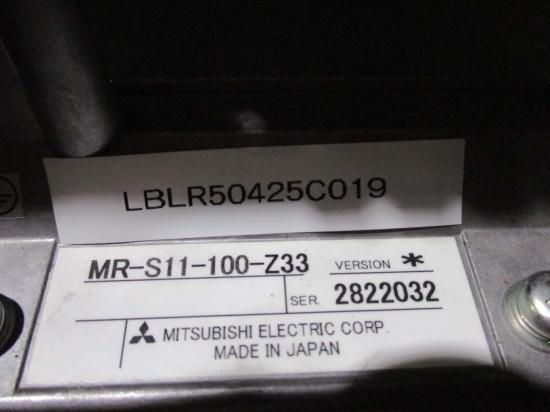 LBLR50425C019
MR-S11-100-Z33 VERSION *
SER. 2822032
MITSUBISHI ELECTRIC CORP.
MADE IN JAPAN